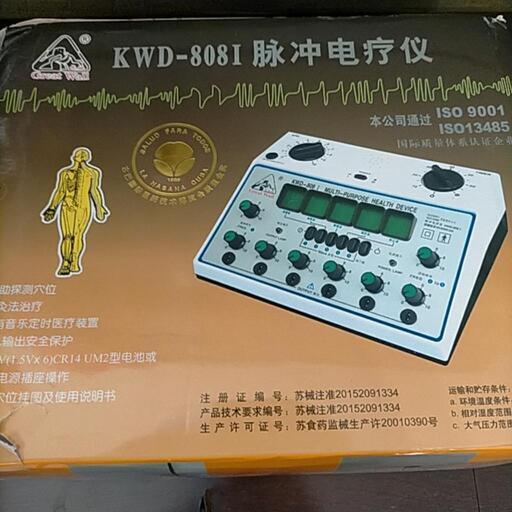 Great Wall
KWD-808I 脉冲电疗仪
本公司通过 ISO 9001
ISO13485
国际质量体系认证企业
SALUD PARA TODOS
LA HABANA CUBA
KWD-808 I MULTI-PURPOSE HEALTH DEVICE
OUTPUT
助探测穴位
灸法治疗
有音乐定时医疗装置
输出安全保护
V(1.5V×6)CR14 UM2型电池或
电源插座操作
穴位挂图及使用说明书
注册证编号: 苏械注准20152091334
产品技术要求编号: 苏械注准20152091334
生产许可证号: 苏食药监械生产许20010390号
运输和贮存条件:
a. 环境温度条件:
b. 相对湿度范围
c. 大气压力范围